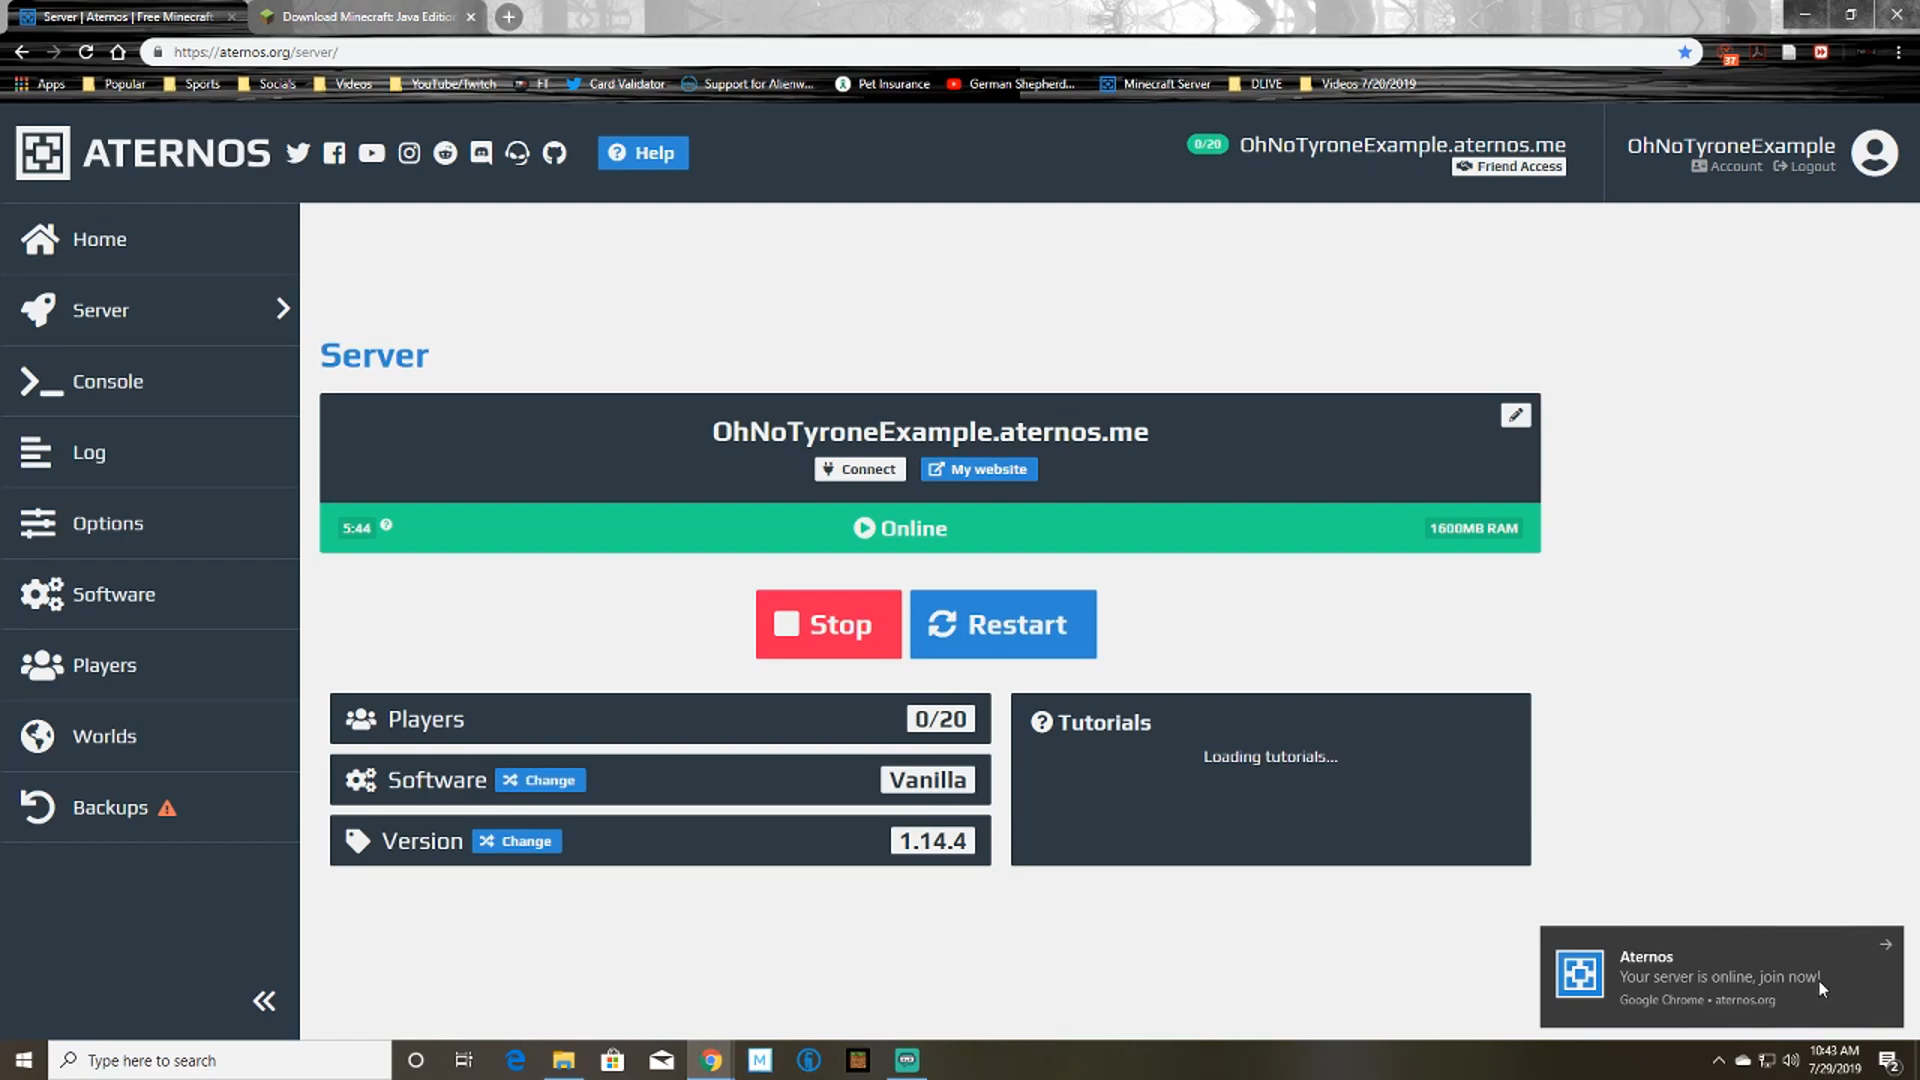 Server | Aternos | Free Minecraft
Download Minecraft: Java Editio
https://aternos.org/server/
37
Apps
Popular
Sports
Socials
Videos
YouTube/Twitch
FI
Card Validator
Support for Alienw...
Pet Insurance
German Shepherd...
Minecraft Server
DLIVE
Videos 7/20/2019
ATERNOS
Help
0/20
OhNoTyroneExample.aternos.me
Friend Access
OhNoTyroneExample
Account
Logout
Home
Server
Console
Log
Options
Software
Players
Worlds
Backups
Server
OhNoTyroneExample.aternos.me
Connect
My website
5:44
Online
1600MB RAM
Stop
Restart
Players
0/20
Software
Change
Vanilla
Version
Change
1.14.4
Tutorials
Loading tutorials...
Aternos
Your server is online, join now!
Google Chrome • aternos.org
Type here to search
M
10:43 AM
7/29/2019
2